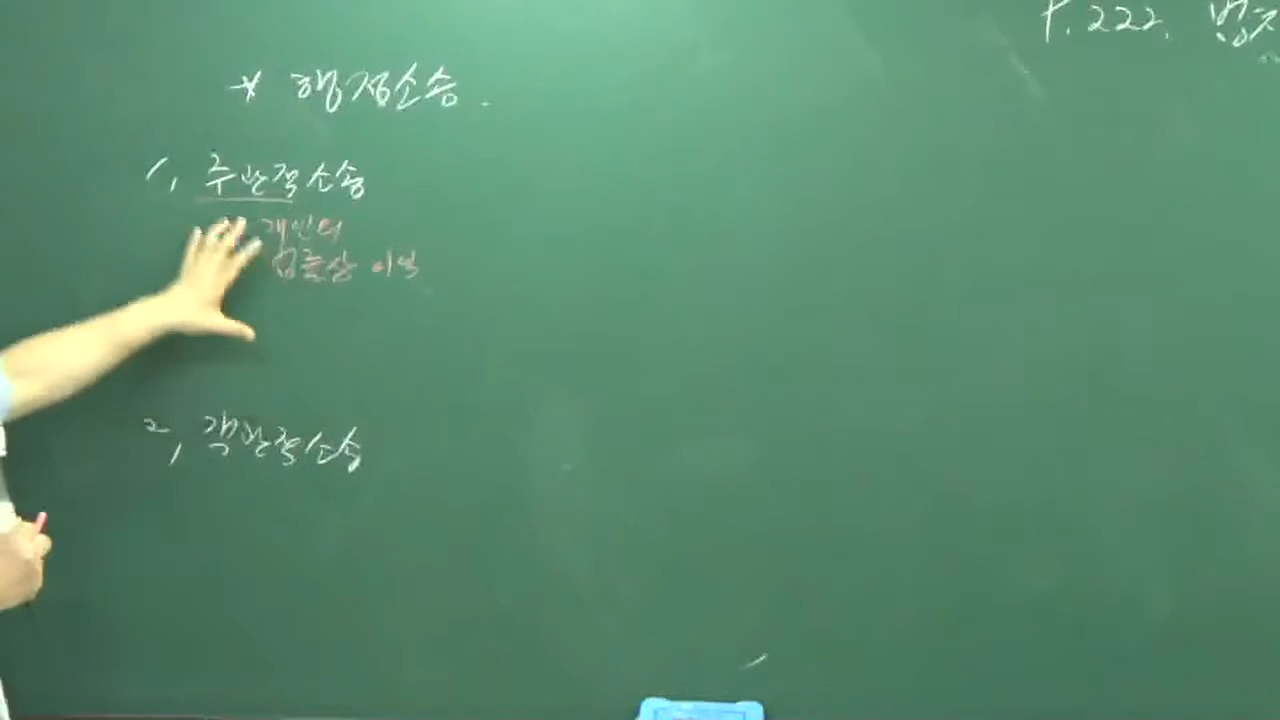 P.222.
* 행정소송.
1, 주관적소송
개인의
법률상 이익
2, 객관적소송